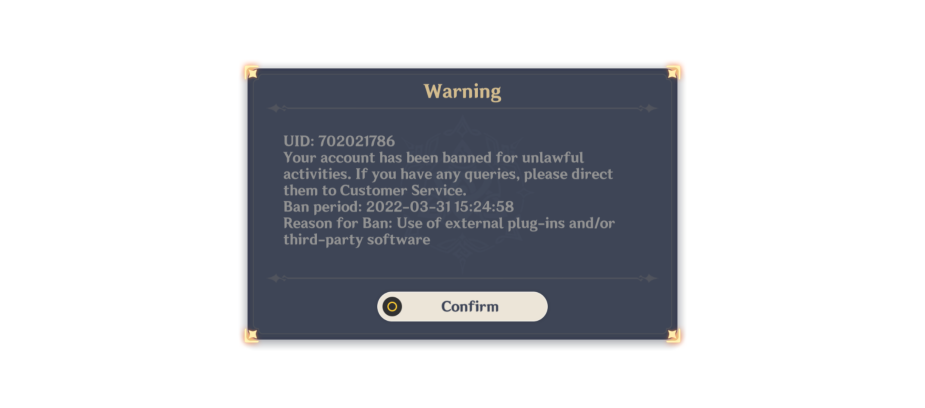 Warning
UID: 702021786
Your account has been banned for unlawful
activities. If you have any queries, please direct
them to Customer Service.
Ban period: 2022-03-31 15:24:58
Reason for Ban: Use of external plug-ins and/or
third-party software
Confirm